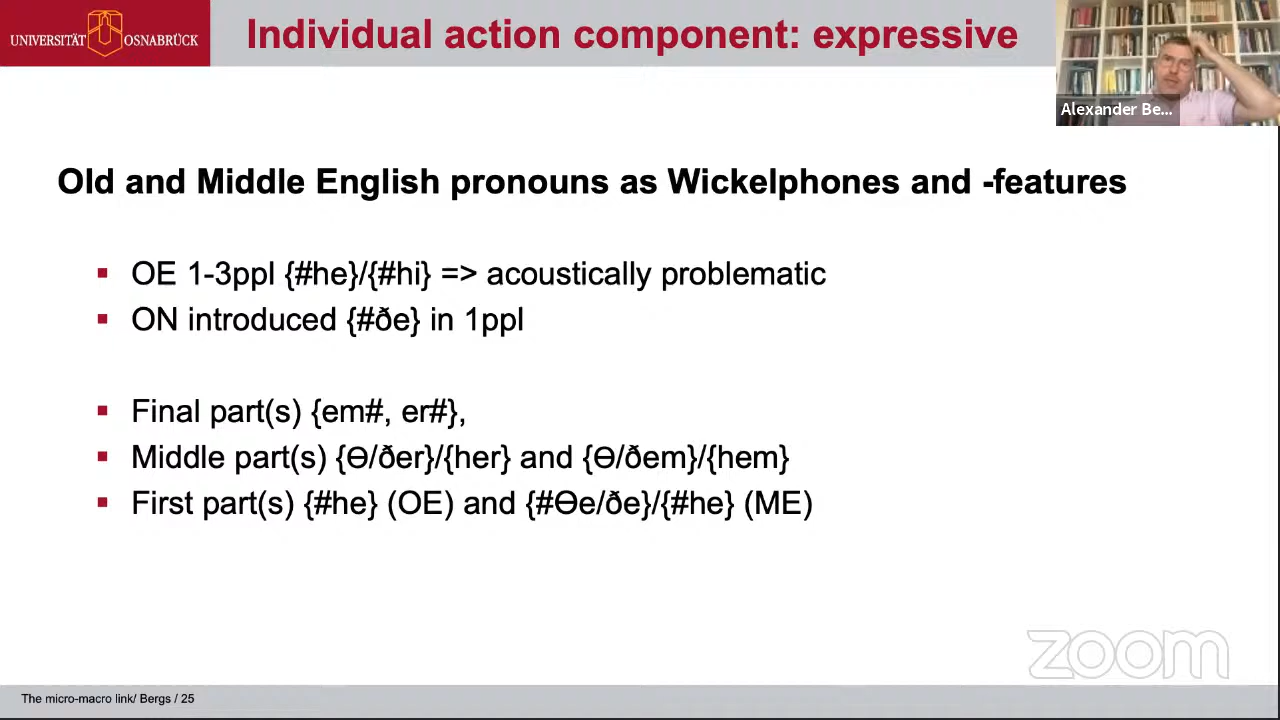 UNIVERSITÄT OSNABRÜCK
Individual action component: expressive
Alexander Be...
Old and Middle English pronouns as Wickelphones and -features
▪ OE 1-3ppl {#he}/{#hi} => acoustically problematic
▪ ON introduced {#ðe} in 1ppl
▪ Final part(s) {em#, er#},
▪ Middle part(s) {Ɵ/ðer}/{her} and {Ɵ/ðem}/{hem}
▪ First part(s) {#he} (OE) and {#Ɵe/ðe}/{#he} (ME)
zoom
The micro-macro link/ Bergs / 25